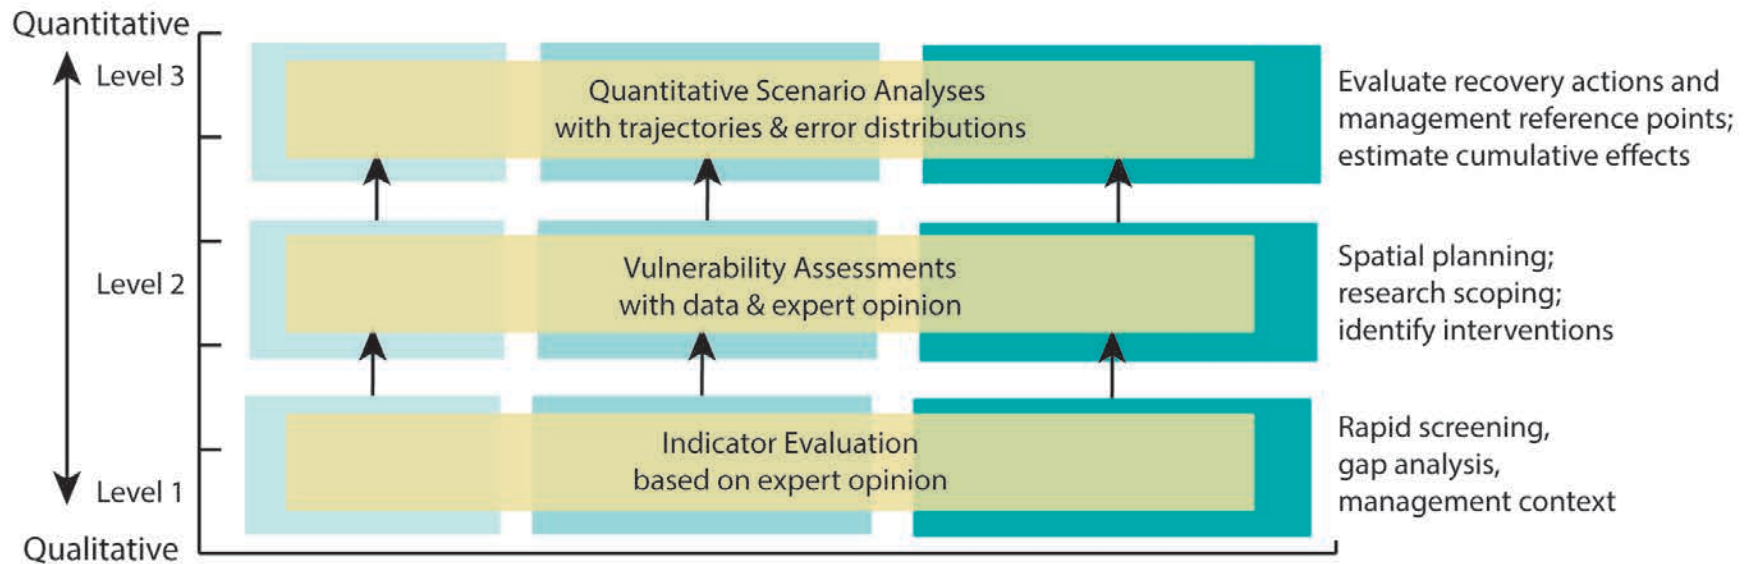 Quantitative
Level 3
Quantitative Scenario Analyses
with trajectories & error distributions
Evaluate recovery actions and
management reference points;
estimate cumulative effects
Level 2
Vulnerability Assessments
with data & expert opinion
Spatial planning;
research scoping;
identify interventions
Level 1
Indicator Evaluation
based on expert opinion
Rapid screening,
gap analysis,
management context
Qualitative